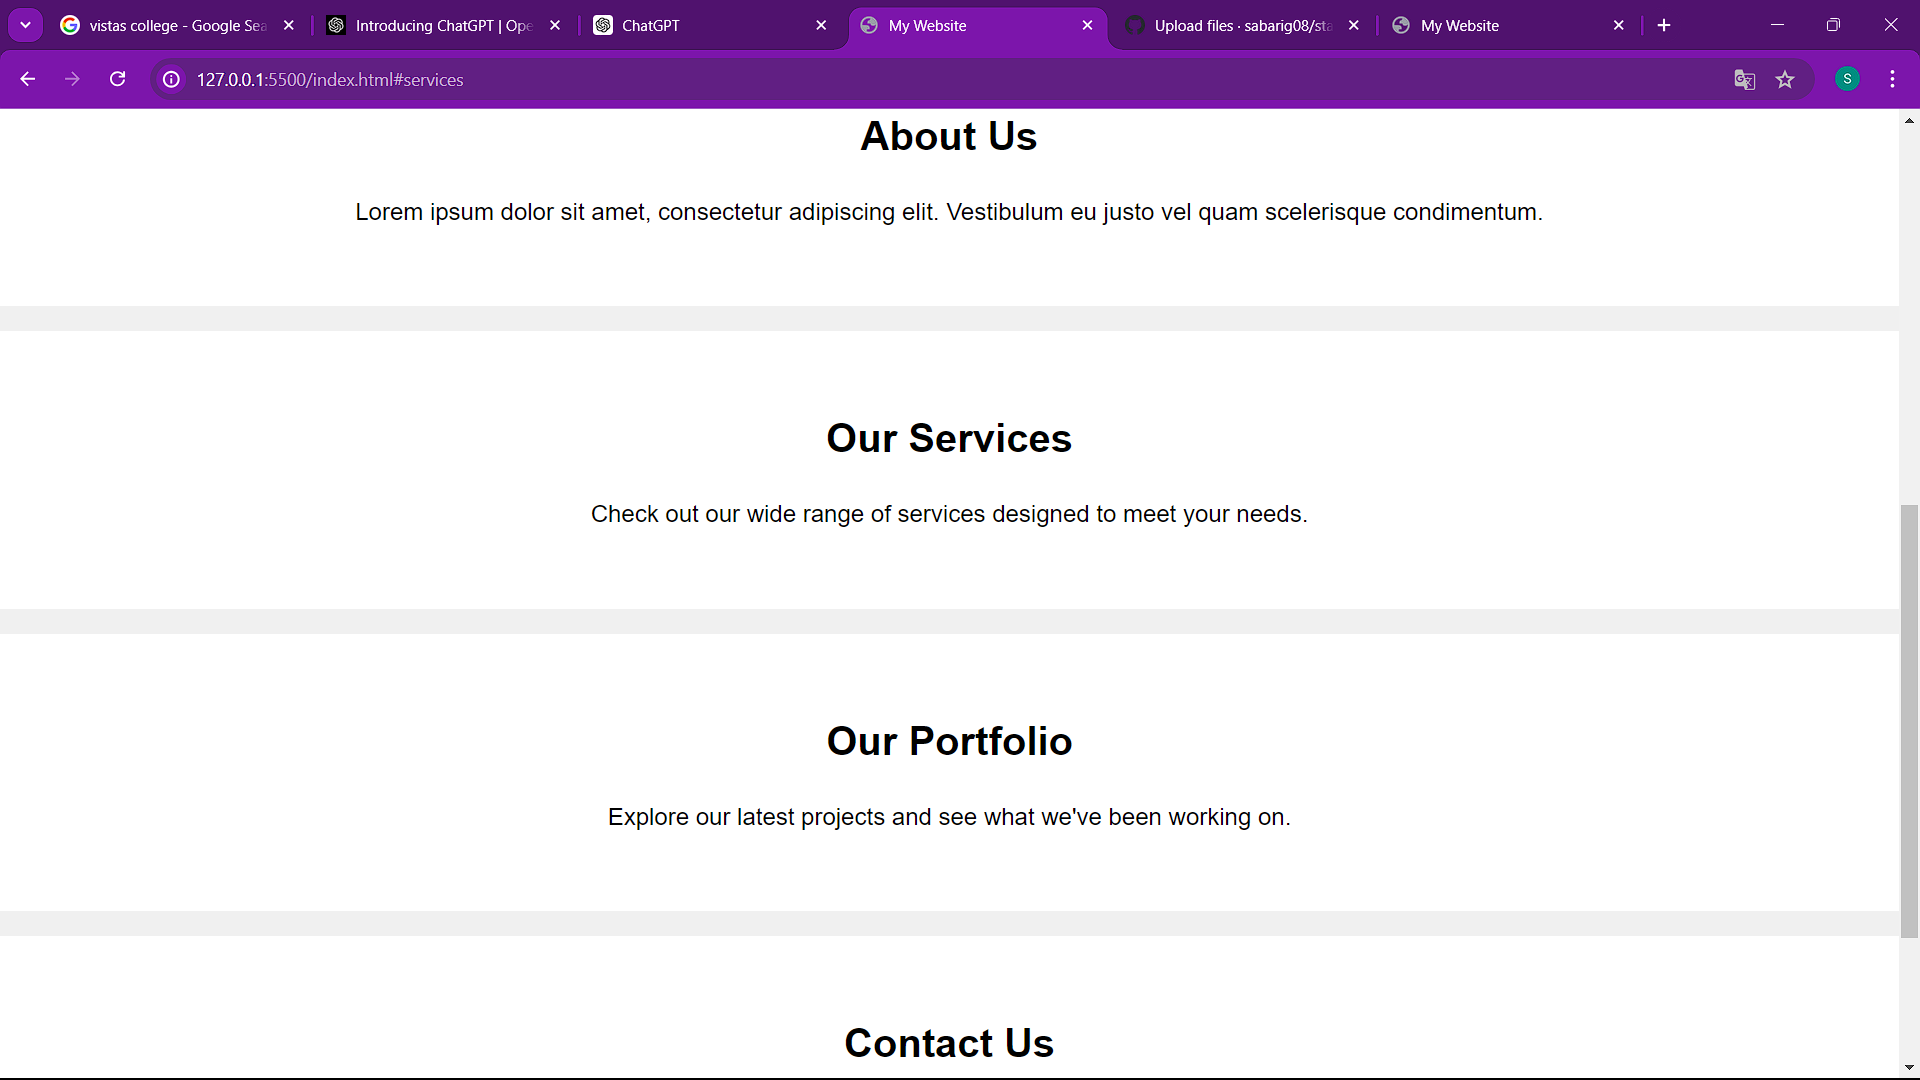 vistas college - Google Sea
Introducing ChatGPT | Ope
ChatGPT
My Website
Upload files · sabarig08/sta
My Website
127.0.0.1:5500/index.html#services
S
About Us
Lorem ipsum dolor sit amet, consectetur adipiscing elit. Vestibulum eu justo vel quam scelerisque condimentum.
Our Services
Check out our wide range of services designed to meet your needs.
Our Portfolio
Explore our latest projects and see what we've been working on.
Contact Us